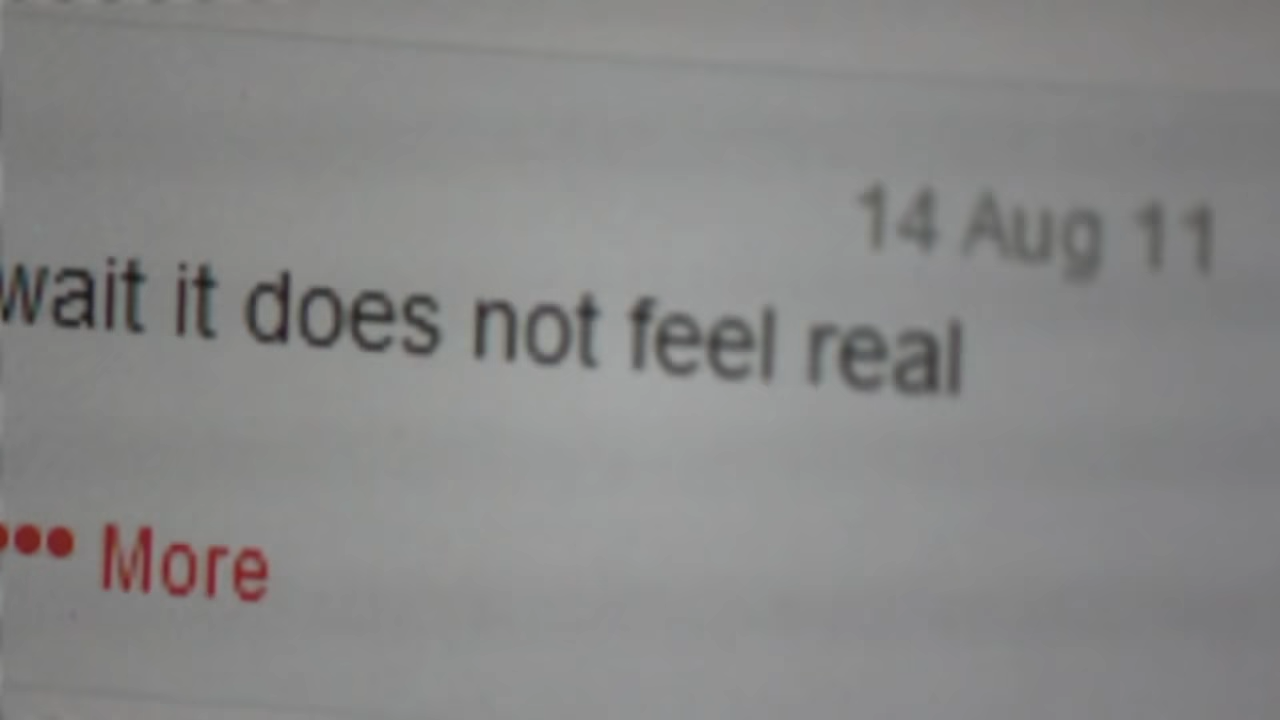 14 Aug 11
wait it does not feel real
••• More